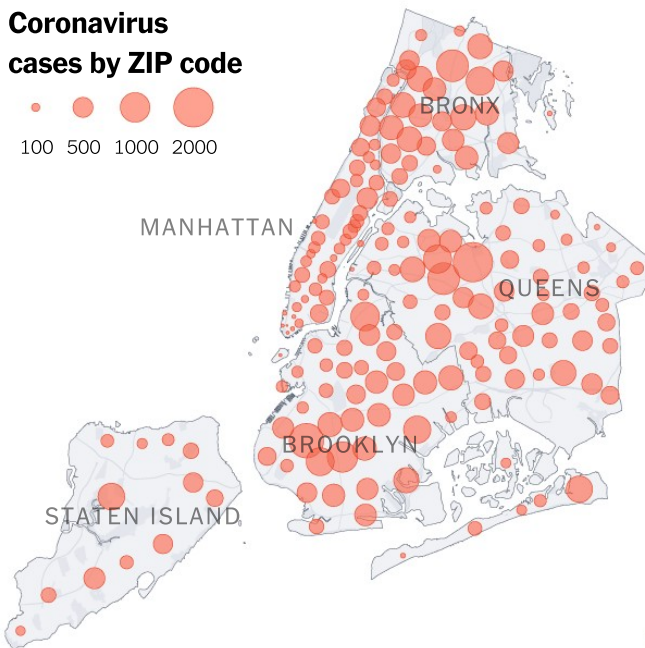 Coronavirus
cases by ZIP code
100 500 1000 2000
BRONX
MANHATTAN
QUEENS
BROOKLYN
STATEN ISLAND